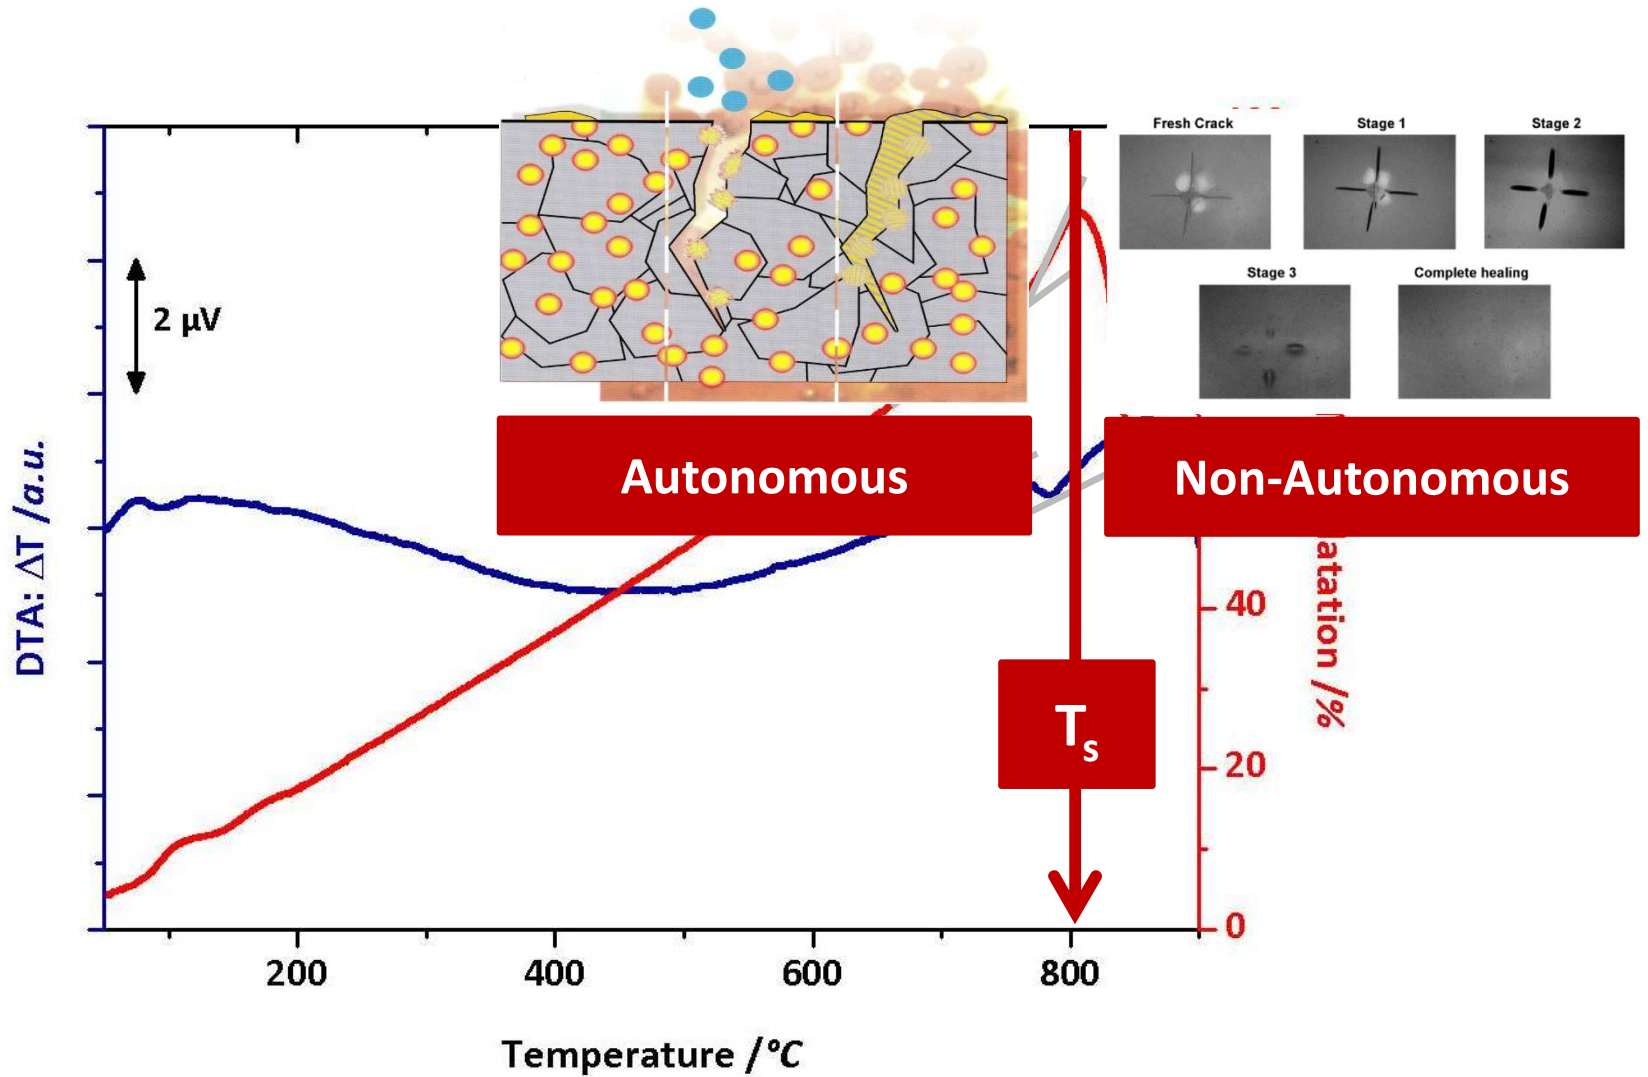 Fresh Crack
Stage 1
Stage 2
Stage 3
Complete healing
2 µV
Autonomous
Non-Autonomous
DTA: ΔT /a.u.
40
20
0
/%
Ts
200
400
600
800
Temperature /°C